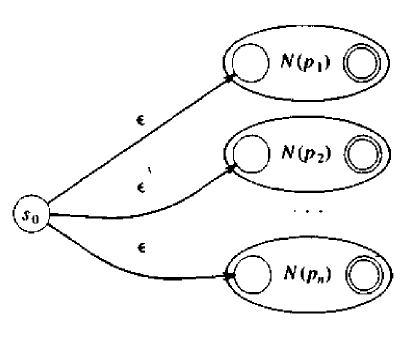 ϵ N(p₁)
ϵ N(p₂)
s₀ . . .
ϵ N(pₙ)